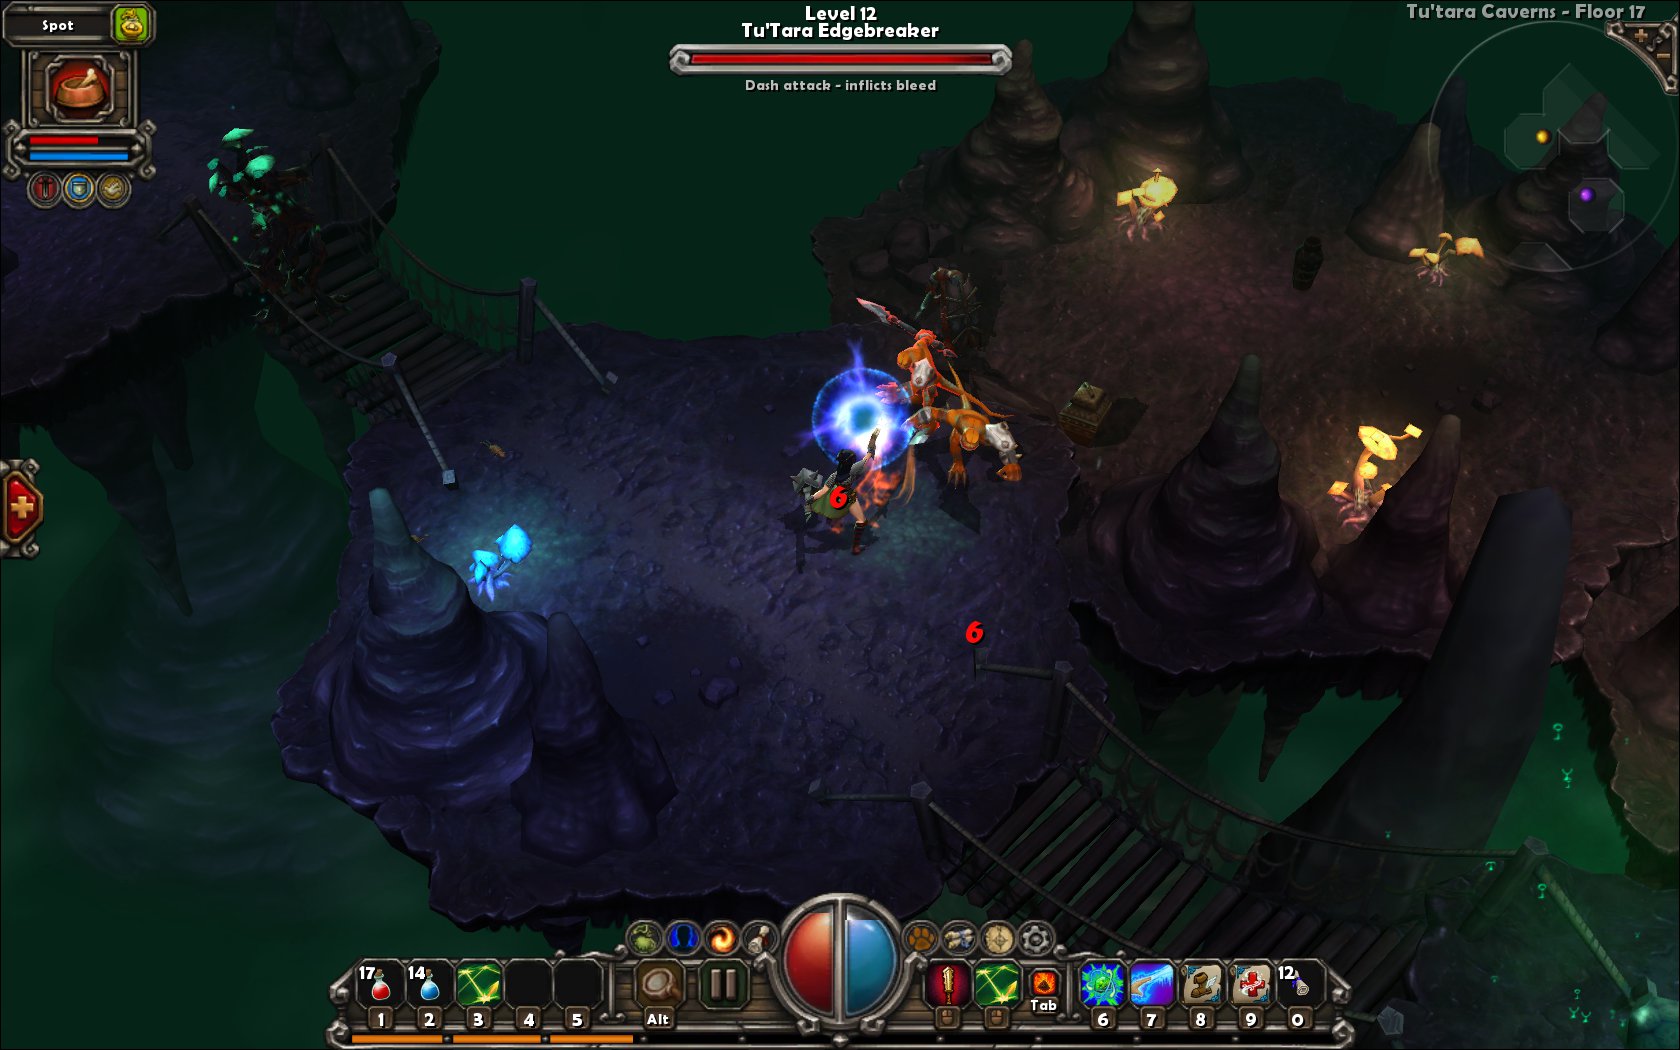 Spot
Level 12
Tu'Tara Edgebreaker
Dash attack - inflicts bleed
Tu'tara Caverns - Floor 17
6
6
17
14
12
Tab
1
2
3
4
5
Alt
6
7
8
9
0